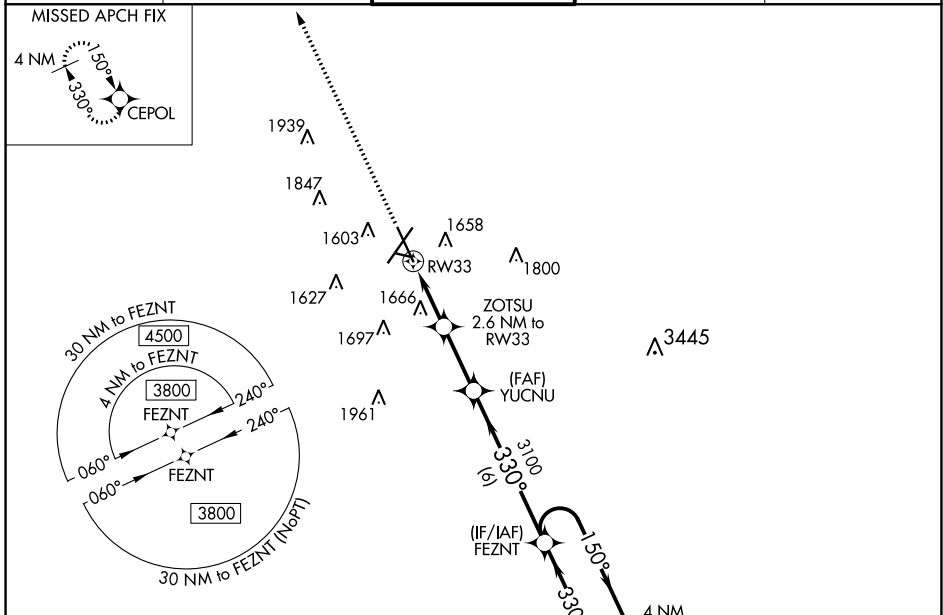 MISSED APCH FIX
4 NM
150°
330°
CEPOL
1939
1847
1603
1658
RW33
1800
1627
1666
ZOTSU
2.6 NM to
RW33
1697
3445
(FAF)
YUCNU
1961
3100
330°
(6)
(IF/IAF)
FEZNT
150°
330
4 NM
30 NM to FEZNT
4500
4 NM to FEZNT
3800
FEZNT
240°
240°
060°
060°
FEZNT
3800
30 NM to FEZNT (NoPT)